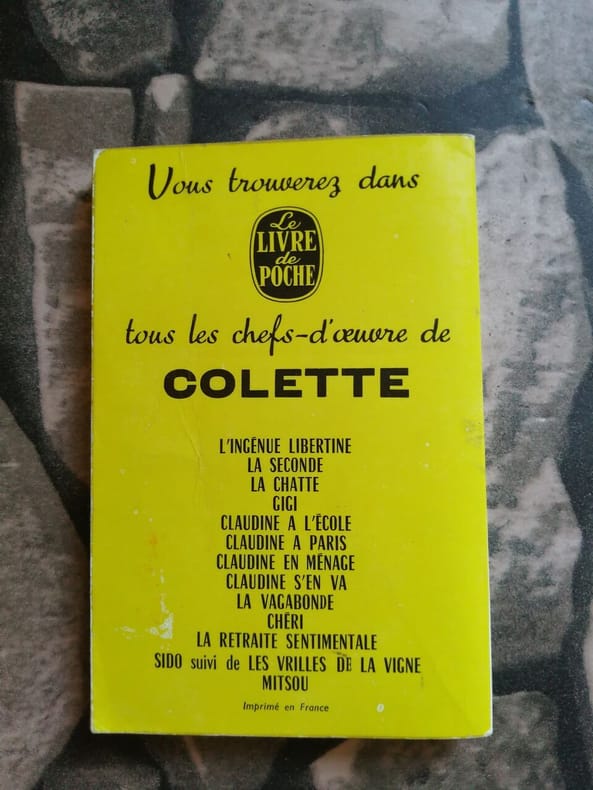 Vous trouverez dans
Le
LIVRE
de
POCHE
tous les chefs-d'œuvre de
COLETTE
L'INGÉNUE LIBERTINE
LA SECONDE
LA CHATTE
GIGI
CLAUDINE A L'ÉCOLE
CLAUDINE A PARIS
CLAUDINE EN MÉNAGE
CLAUDINE S'EN VA
LA VAGABONDE
CHÉRI
LA RETRAITE SENTIMENTALE
SIDO suivi de LES VRILLES DE LA VIGNE
MITSOU
Imprimé en France